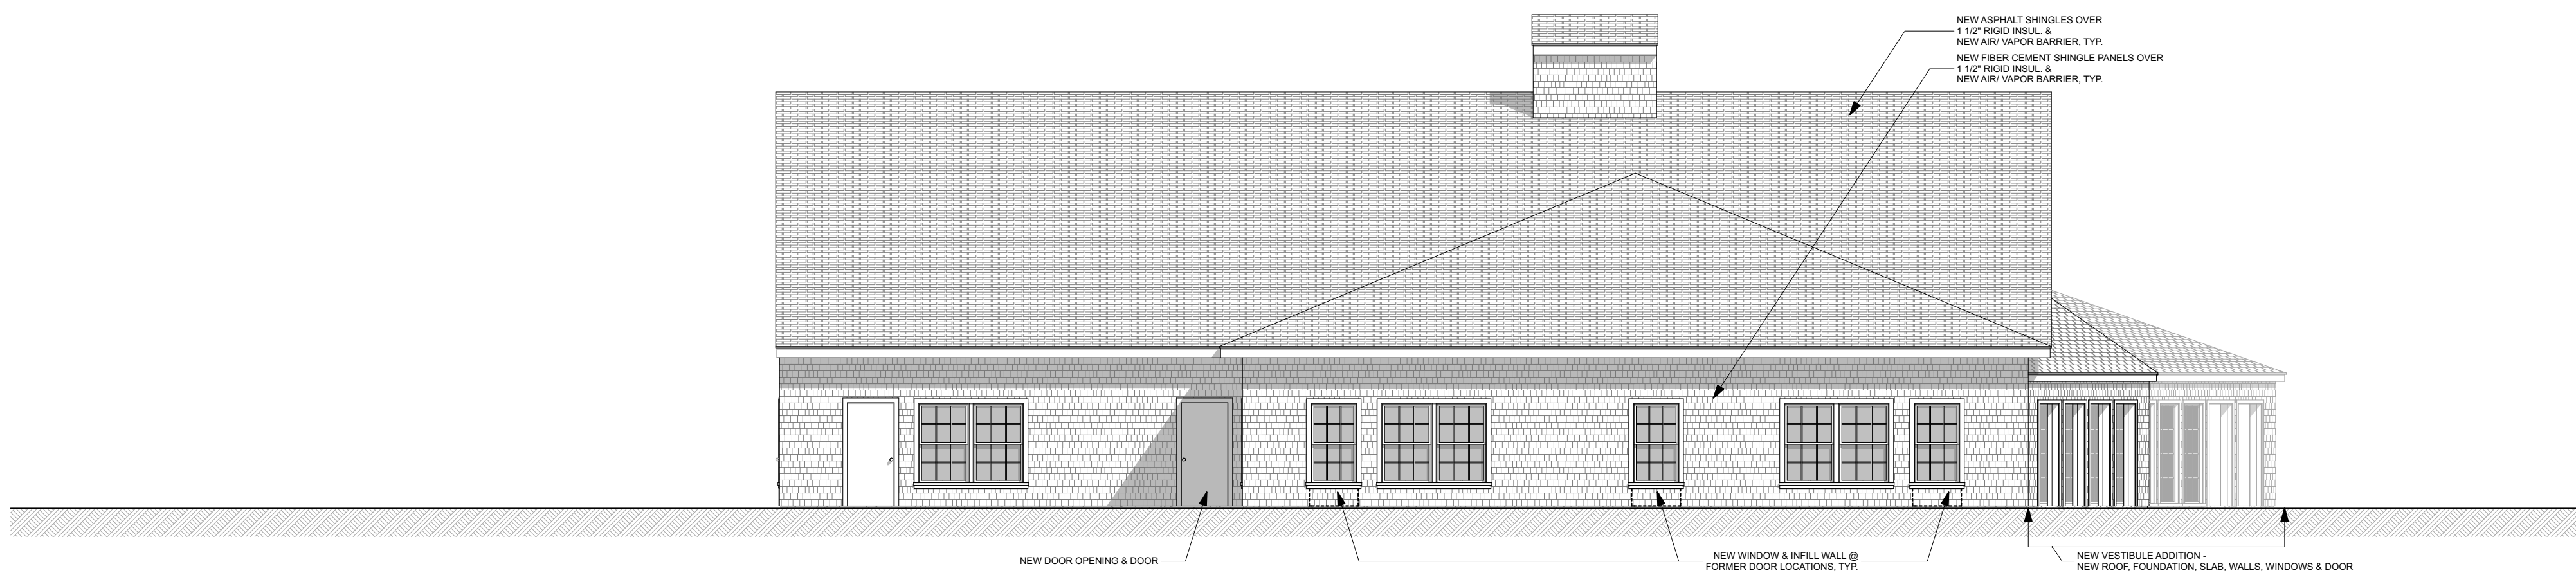 NEW ASPHALT SHINGLES OVER
1 1/2" RIGID INSUL. &
NEW AIR/ VAPOR BARRIER, TYP.
NEW FIBER CEMENT SHINGLE PANELS OVER
1 1/2" RIGID INSUL. &
NEW AIR/ VAPOR BARRIER, TYP.
NEW DOOR OPENING & DOOR
NEW WINDOW & INFILL WALL @
FORMER DOOR LOCATIONS, TYP.
NEW VESTIBULE ADDITION -
NEW ROOF, FOUNDATION, SLAB, WALLS, WINDOWS & DOOR